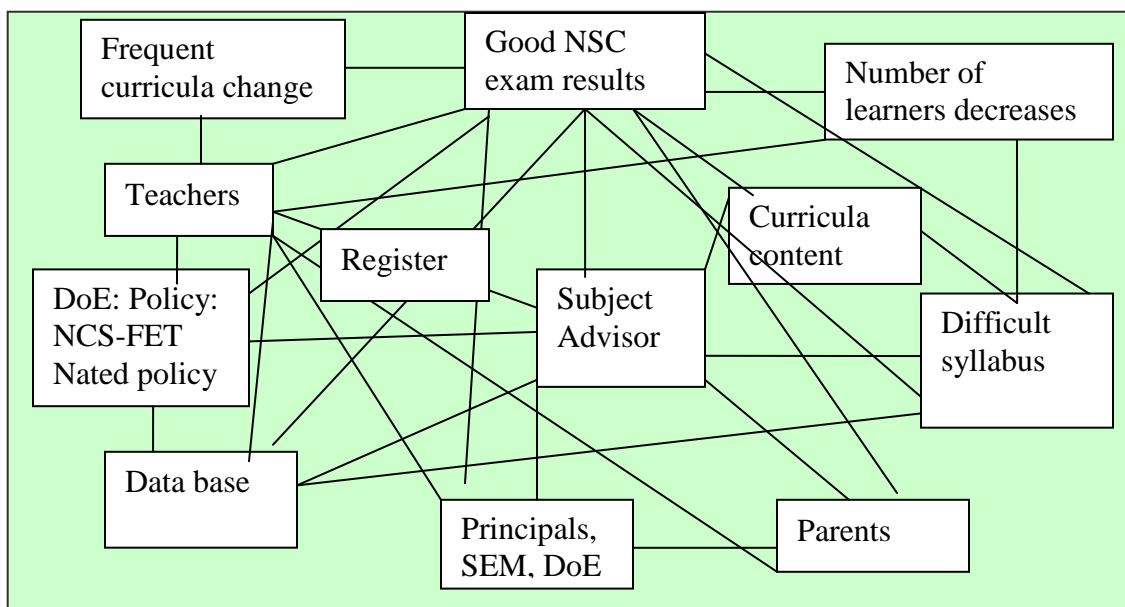 Frequent
curricula change
Good NSC
exam results
Number of
learners decreases
Teachers
Curricula
content
Register
DoE: Policy:
NCS-FET
Nated policy
Subject
Advisor
Difficult
syllabus
Data base
Principals,
SEM, DoE
Parents